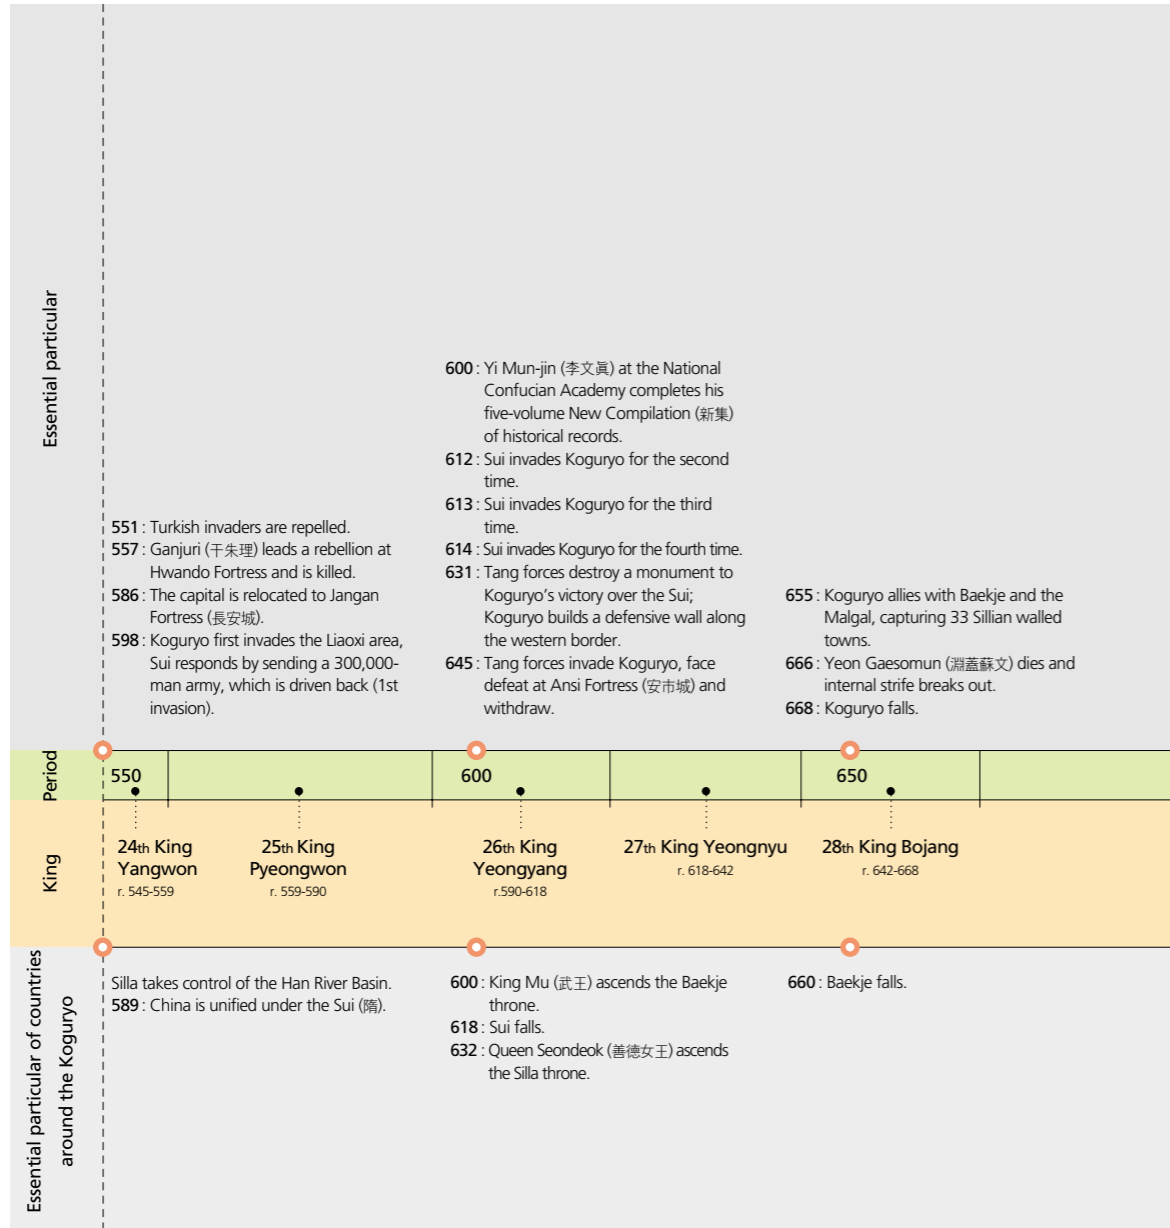 Essential particular
600 : Yi Mun-jin (李文眞) at the National
Confucian Academy completes his
five-volume New Compilation (新集)
of historical records.
612 : Sui invades Koguryo for the second
time.
613 : Sui invades Koguryo for the third
time.
614 : Sui invades Koguryo for the fourth time.
631 : Tang forces destroy a monument to
Koguryo’s victory over the Sui;
Koguryo builds a defensive wall along
the western border.
645 : Tang forces invade Koguryo, face
defeat at Ansi Fortress (安市城) and
withdraw.
551 : Turkish invaders are repelled.
557 : Ganjuri (干朱理) leads a rebellion at
Hwando Fortress and is killed.
586 : The capital is relocated to Jangan
Fortress (長安城).
598 : Koguryo first invades the Liaoxi area,
Sui responds by sending a 300,000-
man army, which is driven back (1st
invasion).
655 : Koguryo allies with Baekje and the
Malgal, capturing 33 Sillian walled
towns.
666 : Yeon Gaesomun (淵蓋蘇文) dies and
internal strife breaks out.
668 : Koguryo falls.
Period
550
600
650
King
24th King
Yangwon
r. 545-559
25th King
Pyeongwon
r. 559-590
26th King
Yeongyang
r.590-618
27th King Yeongnyu
r. 618-642
28th King Bojang
r. 642-668
Essential particular of countries
around the Koguryo
Silla takes control of the Han River Basin.
589 : China is unified under the Sui (隋).
600 : King Mu (武王) ascends the Baekje
throne.
618 : Sui falls.
632 : Queen Seondeok (善德女王) ascends
the Silla throne.
660 : Baekje falls.